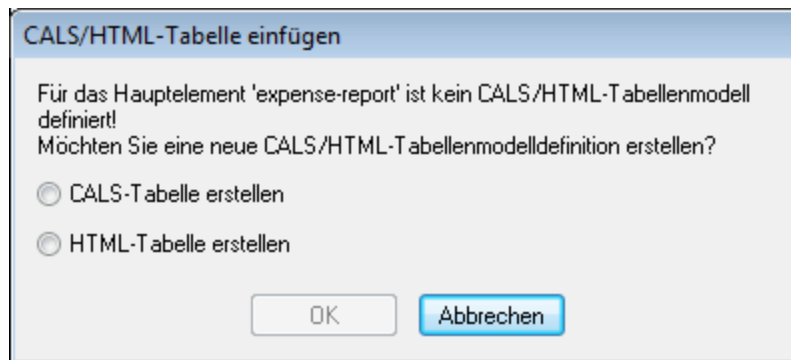 CALS/HTML-Tabelle einfügen
Für das Hauptelement 'expense-report' ist kein CALS/HTML-Tabellenmodell
definiert!
Möchten Sie eine neue CALS/HTML-Tabellenmodelldefinition erstellen?
CALS-Tabelle erstellen
HTML-Tabelle erstellen
OK Abbrechen